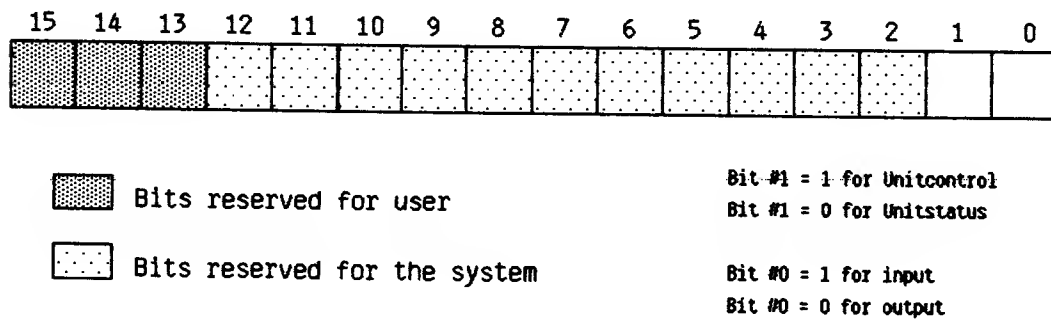 15 14 13 12 11 10 9 8 7 6 5 4 3 2 1 0
Bits reserved for user
Bits reserved for the system
Bit #1 = 1 for Unitcontrol
Bit #1 = 0 for Unitstatus
Bit #0 = 1 for input
Bit #0 = 0 for output